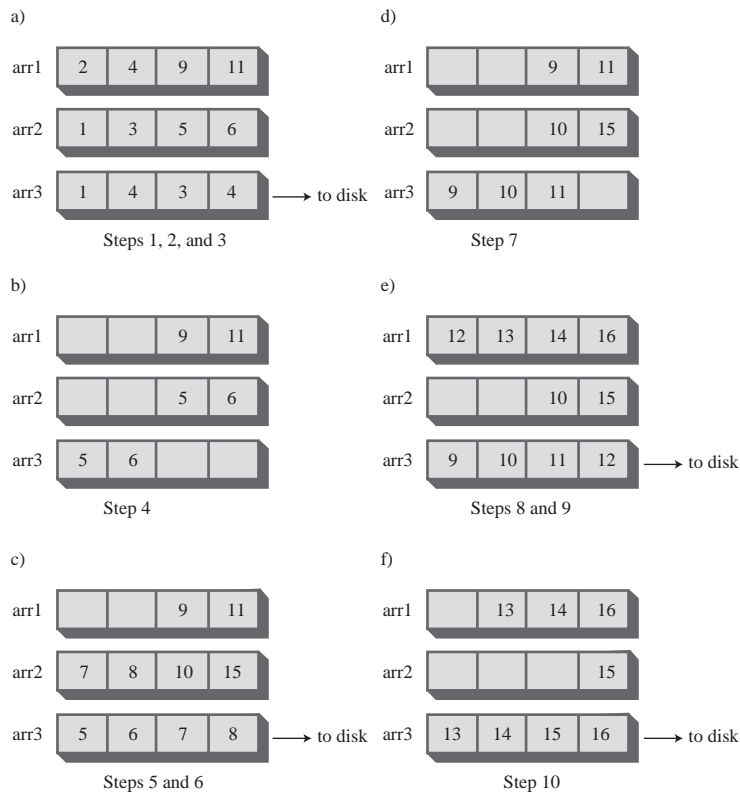 a)
arr1 2 4 9 11
arr2 1 3 5 6
arr3 1 4 3 4 to disk
Steps 1, 2, and 3
b)
arr1 9 11
arr2 5 6
arr3 5 6
Step 4
c)
arr1 9 11
arr2 7 8 10 15
arr3 5 6 7 8 to disk
Steps 5 and 6
d)
arr1 9 11
arr2 10 15
arr3 9 10 11
Step 7
e)
arr1 12 13 14 16
arr2 10 15
arr3 9 10 11 12 to disk
Steps 8 and 9
f)
arr1 13 14 16
arr2 15
arr3 13 14 15 16 to disk
Step 10